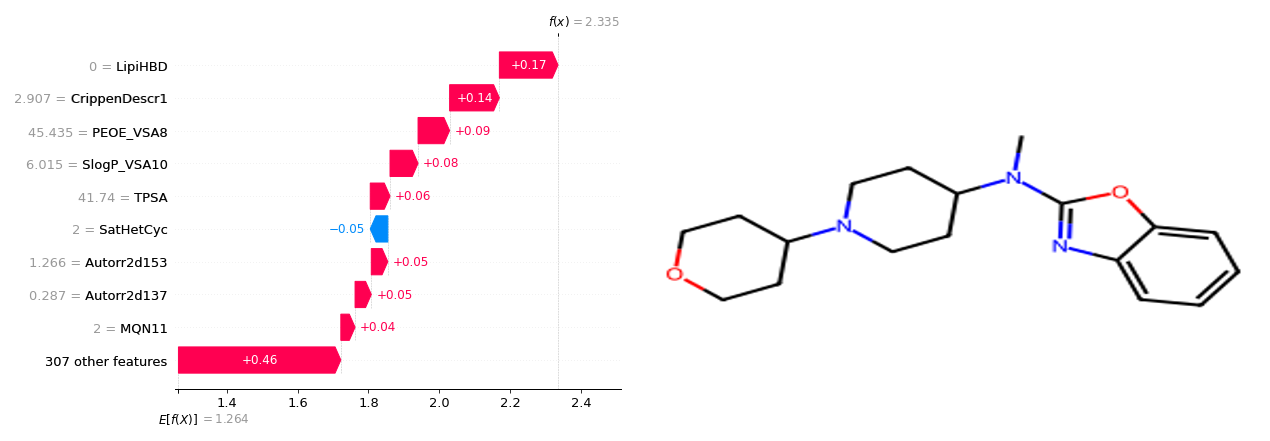 f(x) = 2.335
0 = LipiHBD
+0.17
2.907 = CrippenDescr1
+0.14
45.435 = PEOE_VSA8
+0.09
6.015 = SlogP_VSA10
+0.08
41.74 = TPSA
+0.06
2 = SatHetCyc
−0.05
1.266 = Autorr2d153
+0.05
0.287 = Autorr2d137
+0.05
2 = MQN11
+0.04
307 other features
+0.46
1.4 1.6 1.8 2.0 2.2 2.4
E[f(X)] = 1.264
N
O
N
N
O